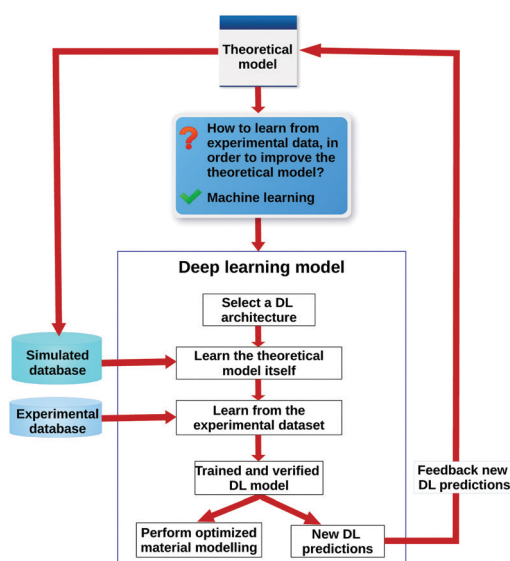 Theoretical
model
How to learn from
experimental data, in
order to improve the
theoretical model?
Machine learning
Deep learning model
Select a DL
architecture
Simulated
database
Learn the theoretical
model itself
Experimental
database
Learn from the
experimental dataset
Trained and verified
DL model
Feedback new
DL predictions
Perform optimized
material modelling
New DL
predictions